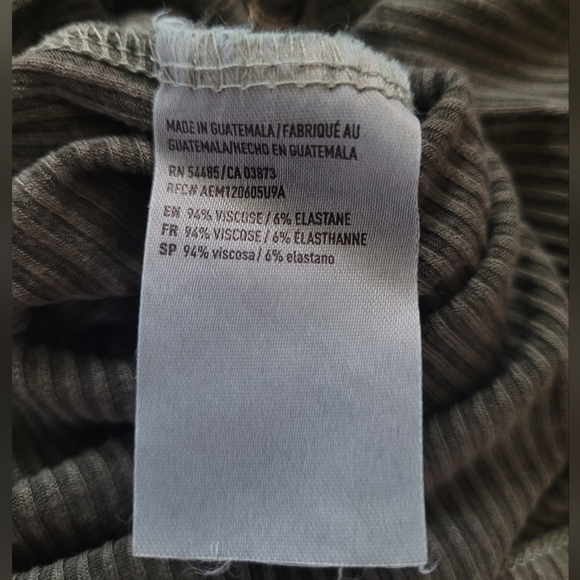 MADE IN GUATEMALA/FABRIQUÉ AU
GUATEMALA/HECHO EN GUATEMALA
RN 54485/CA 03873
RFC# AEM120605U9A
EN 94% VISCOSE / 6% ELASTANE
FR 94% VISCOSE / 6% ÉLASTHANNE
SP 94% viscosa / 6% elastano